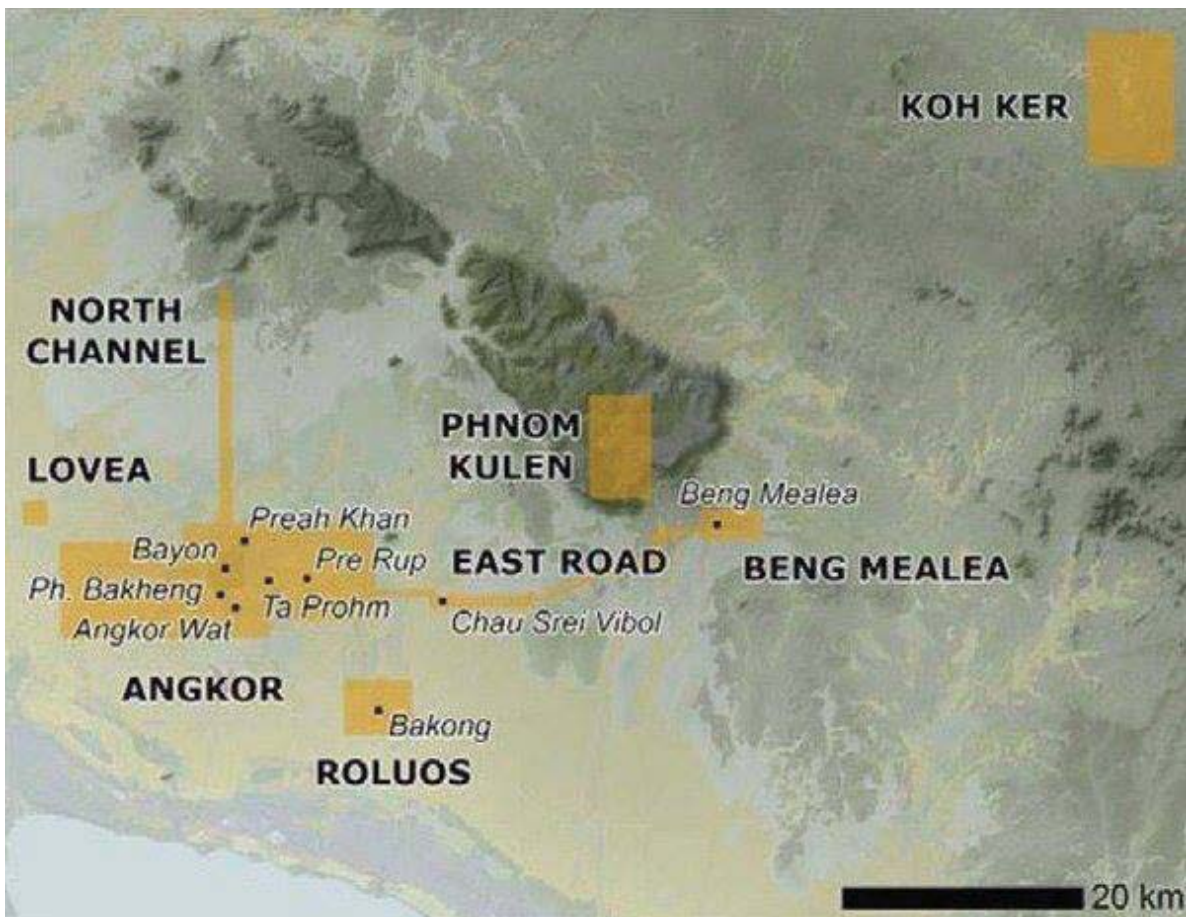 KOH KER
NORTH
CHANNEL
PHNOM
KULEN
LOVEA
Beng Mealea
Preah Khan
Bayon
Pre Rup
EAST ROAD
BENG MEALEA
Ph. Bakheng
Ta Prohm
Angkor Wat
Chau Srei Vibol
ANGKOR
Bakong
ROLUOS
20 km